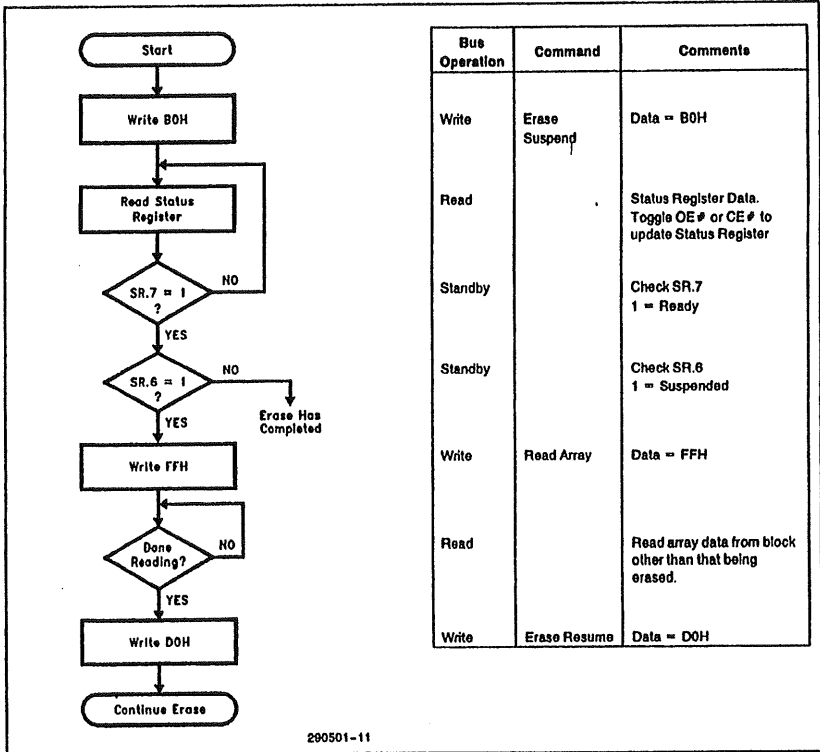 Start
Write B0H
Read Status
Register
SR.7 = 1
?
NO
YES
SR.6 = 1
?
NO
Erase Has
Completed
YES
Write FFH
Done
Reading?
NO
YES
Write D0H
Continue Erase
290501-11
Bus
Operation
Command
Comments
Write
Erase
Suspend
Data = B0H
Read
Status Register Data.
Toggle OE# or CE# to
update Status Register
Standby
Check SR.7
1 = Ready
Standby
Check SR.6
1 = Suspended
Write
Read Array
Data = FFH
Read
Read array data from block
other than that being
erased.
Write
Erase Resume
Data = D0H